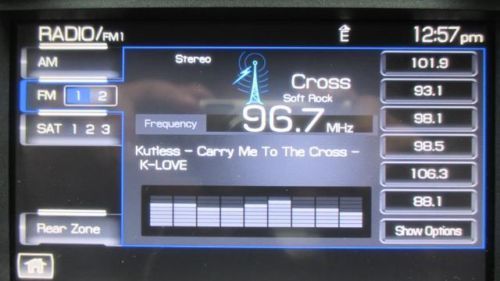 RADIO/FM1
E
12:57pm
AM
FM 1 2
SAT 1 2 3
Rear Zone
Stereo
Cross
Soft Rock
Frequency 96.7 MHz
Kutless - Carry Me To The Cross -
K-LOVE
101.9
93.1
98.1
98.5
106.3
88.1
Show Options